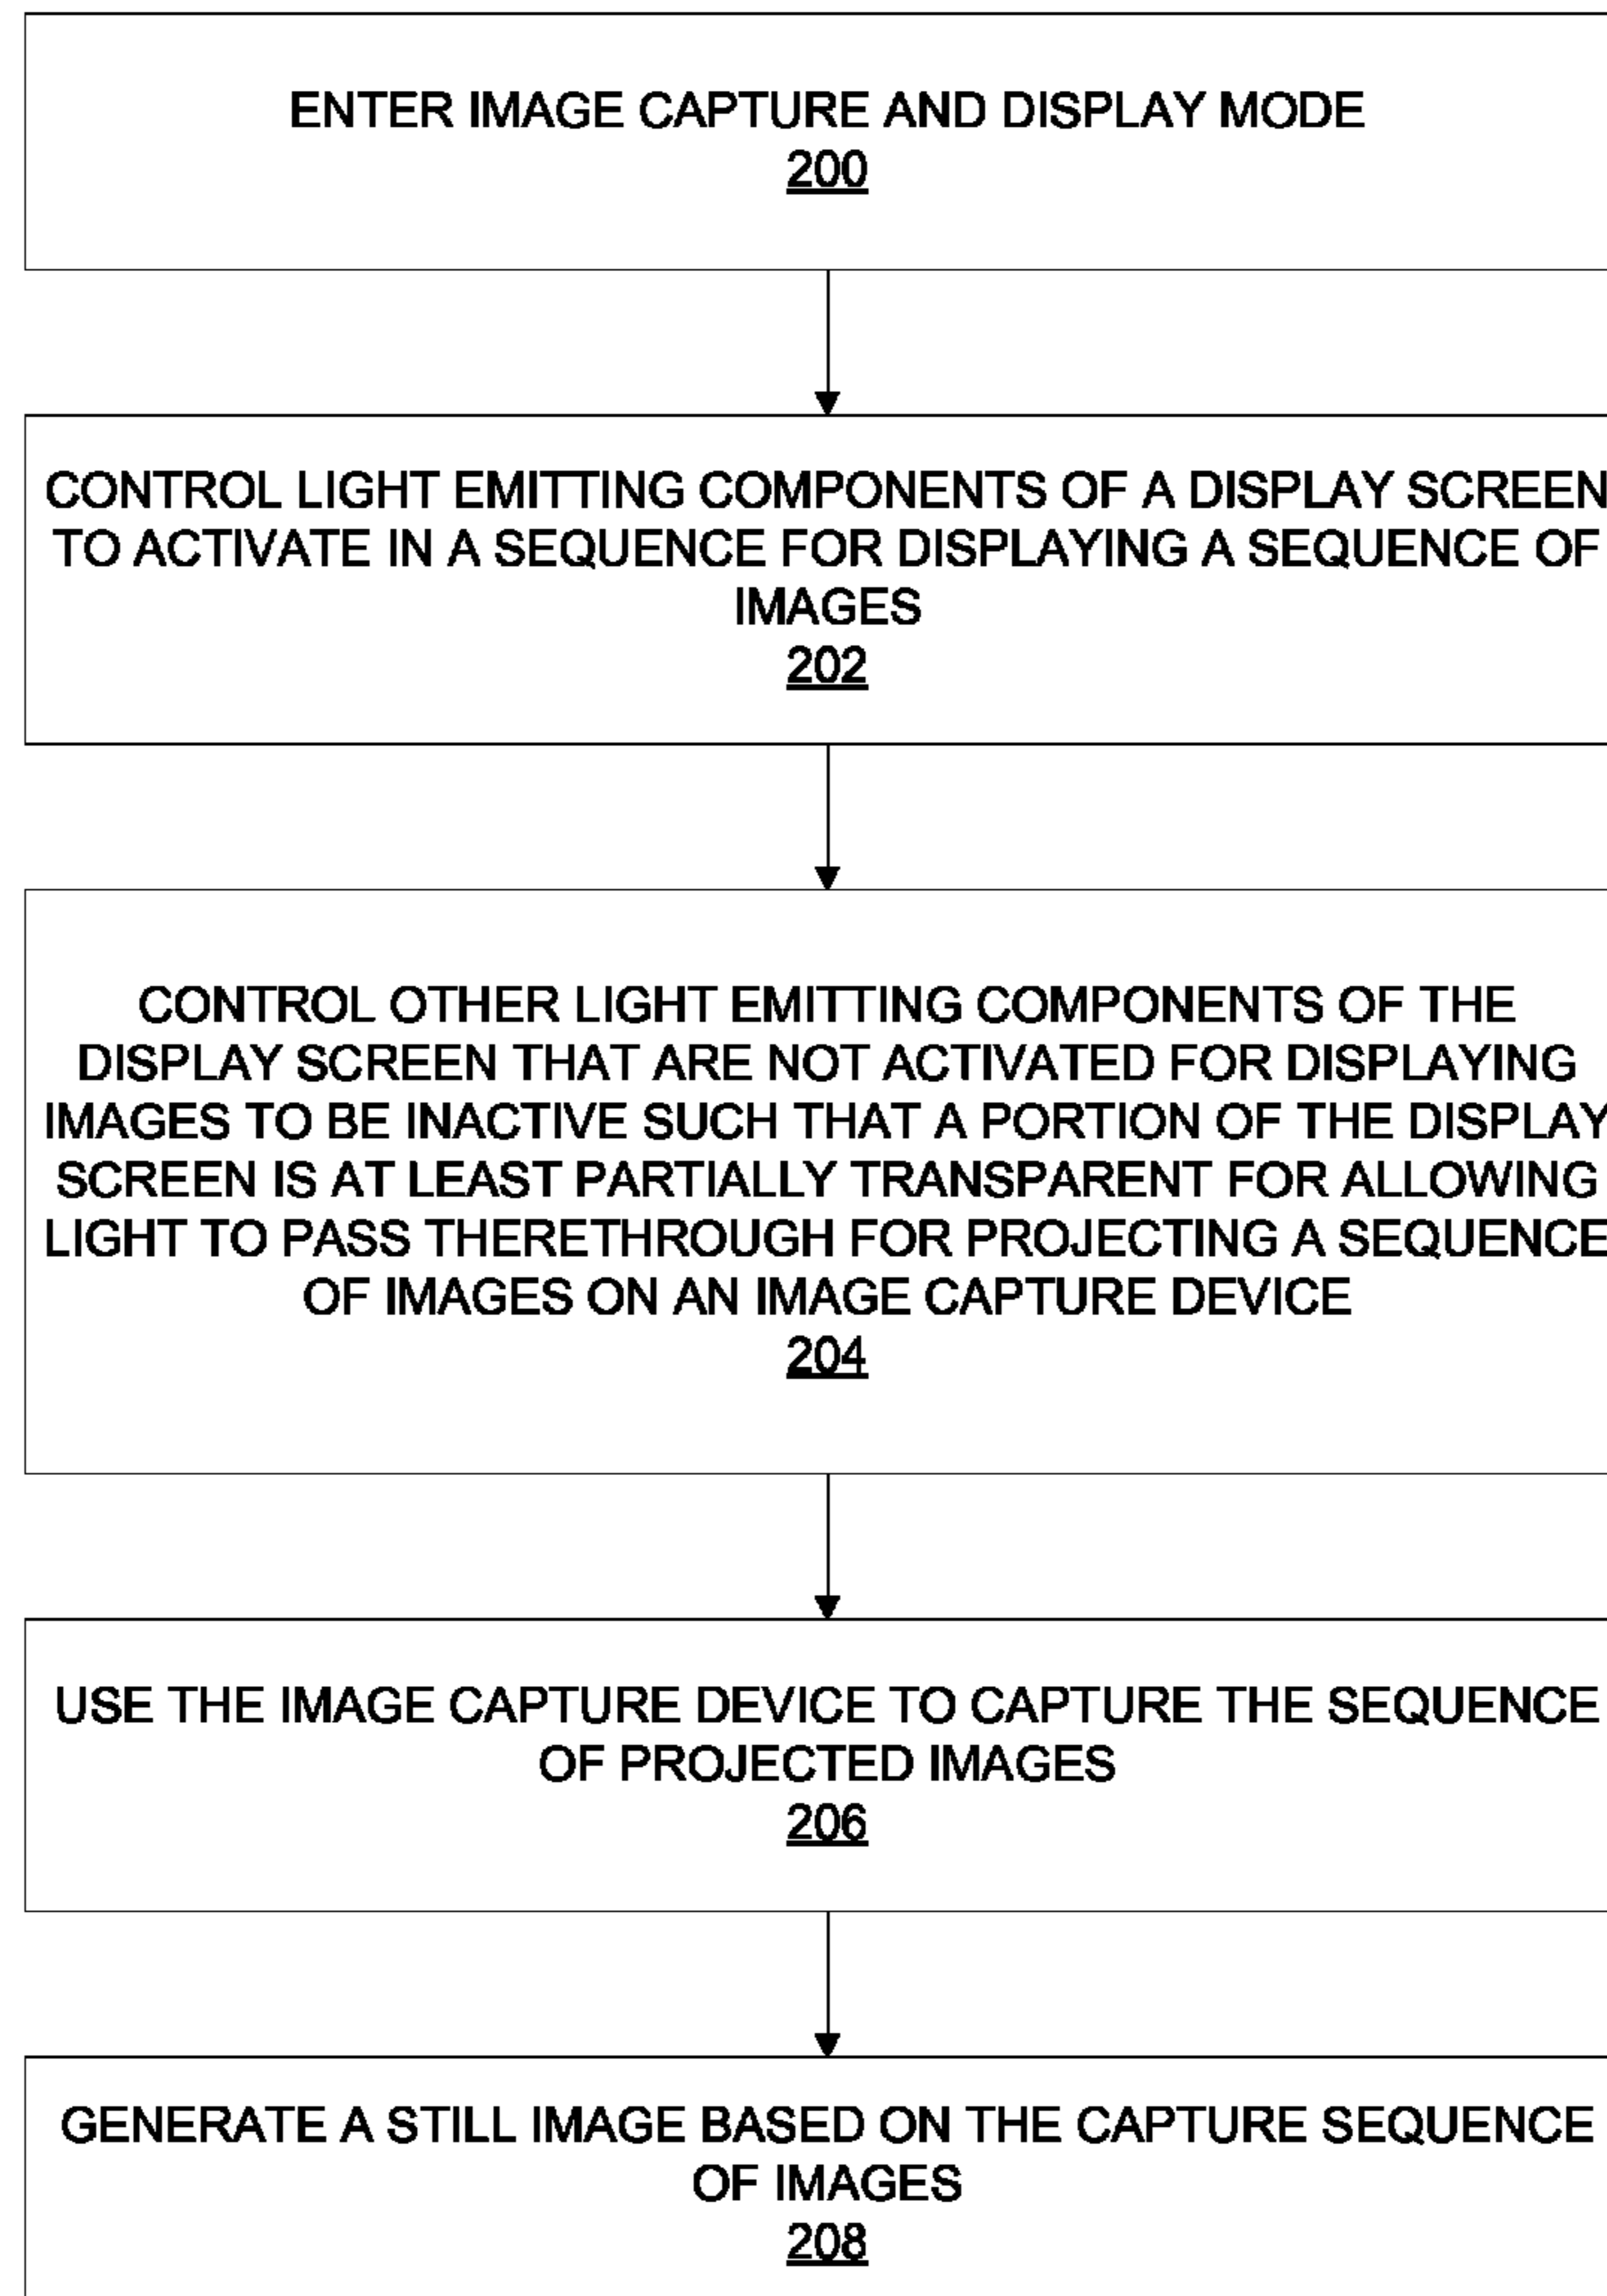 ENTER IMAGE CAPTURE AND DISPLAY MODE
200
CONTROL LIGHT EMITTING COMPONENTS OF A DISPLAY SCREEN
TO ACTIVATE IN A SEQUENCE FOR DISPLAYING A SEQUENCE OF
IMAGES
202
CONTROL OTHER LIGHT EMITTING COMPONENTS OF THE
DISPLAY SCREEN THAT ARE NOT ACTIVATED FOR DISPLAYING
IMAGES TO BE INACTIVE SUCH THAT A PORTION OF THE DISPLAY
SCREEN IS AT LEAST PARTIALLY TRANSPARENT FOR ALLOWING
LIGHT TO PASS THERETHROUGH FOR PROJECTING A SEQUENCE
OF IMAGES ON AN IMAGE CAPTURE DEVICE
204
USE THE IMAGE CAPTURE DEVICE TO CAPTURE THE SEQUENCE
OF PROJECTED IMAGES
206
GENERATE A STILL IMAGE BASED ON THE CAPTURE SEQUENCE
OF IMAGES
208